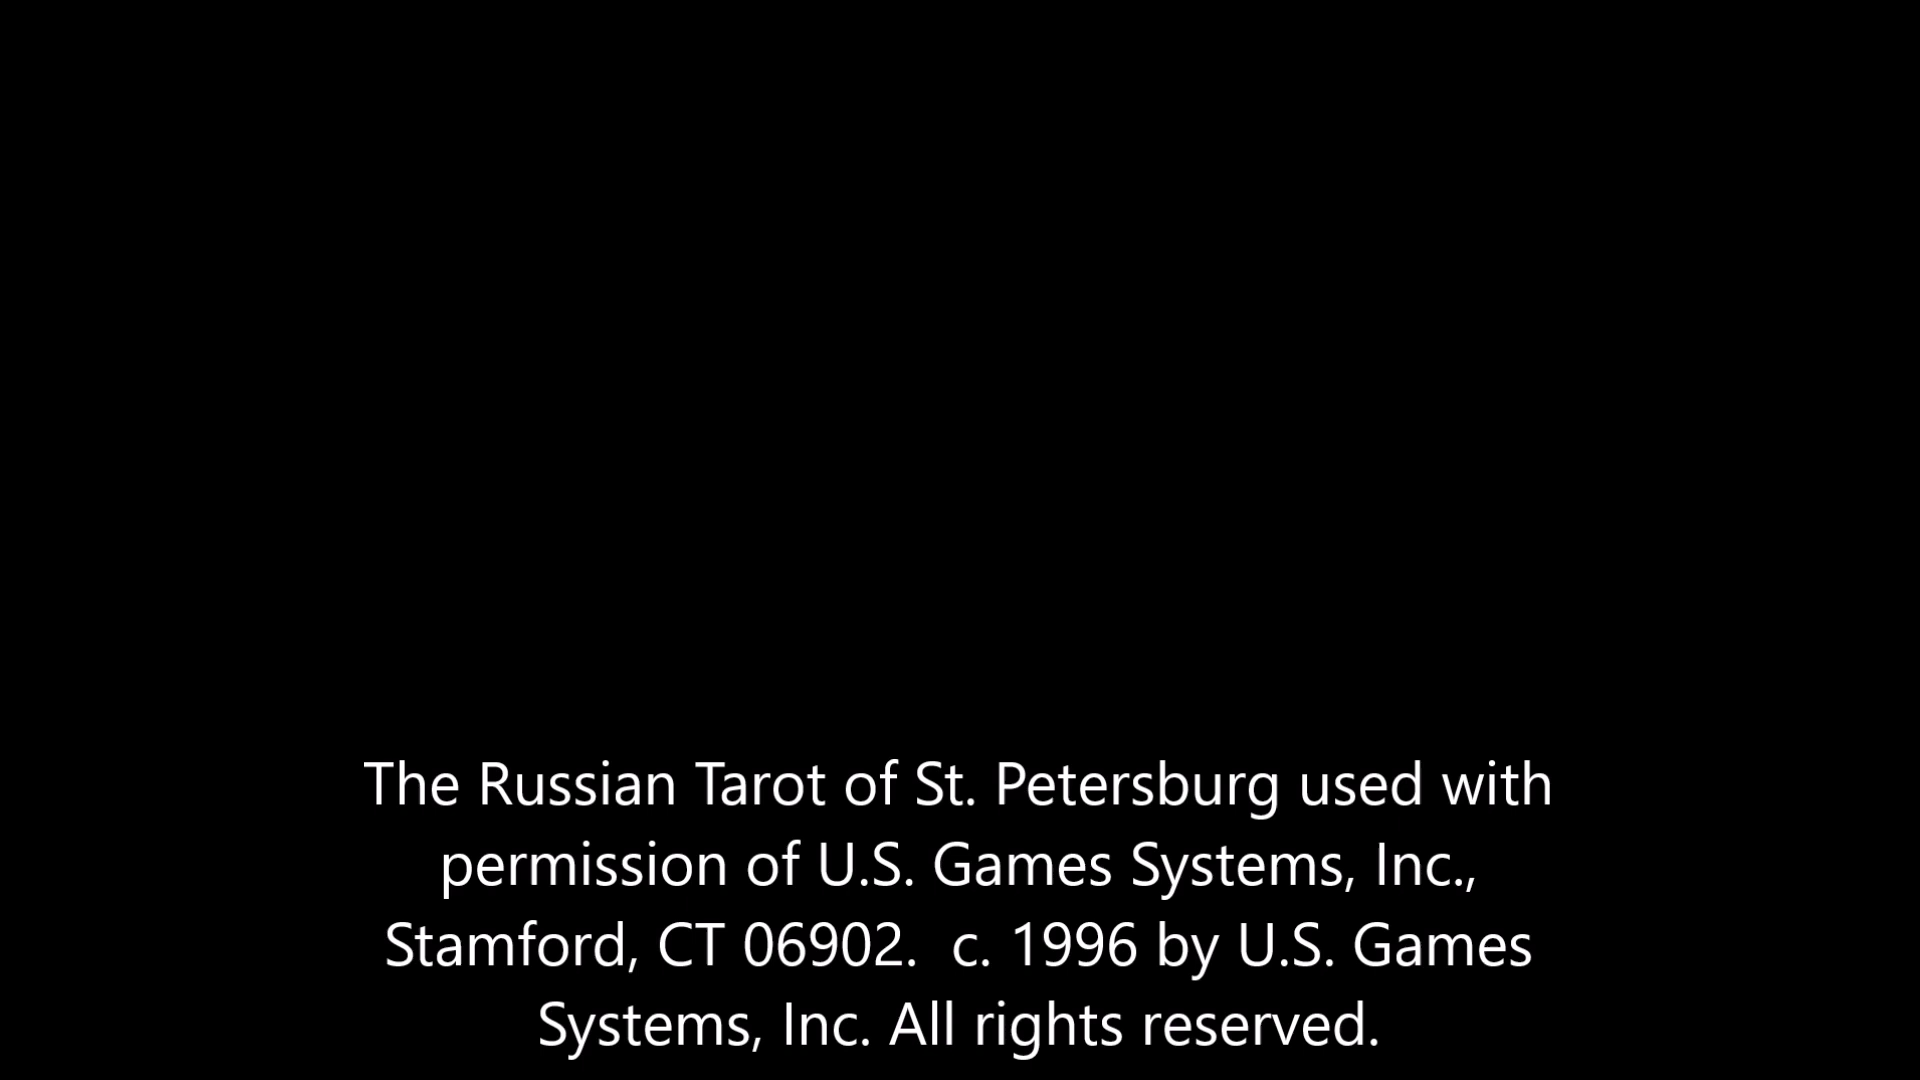 The Russian Tarot of St. Petersburg used with
permission of U.S. Games Systems, Inc.,
Stamford, CT 06902.  c. 1996 by U.S. Games
Systems, Inc. All rights reserved.